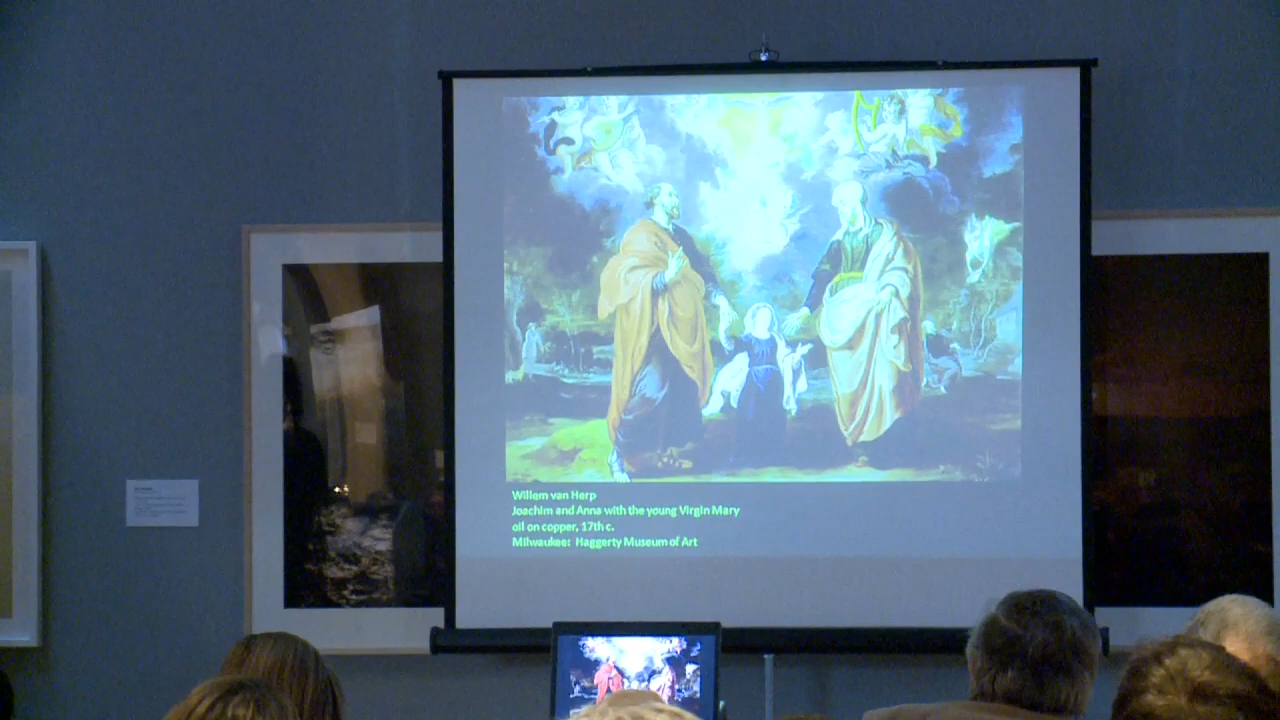 Willem van Herp
Joachim and Anna with the young Virgin Mary
oil on copper, 17th c.
Milwaukee: Haggerty Museum of Art